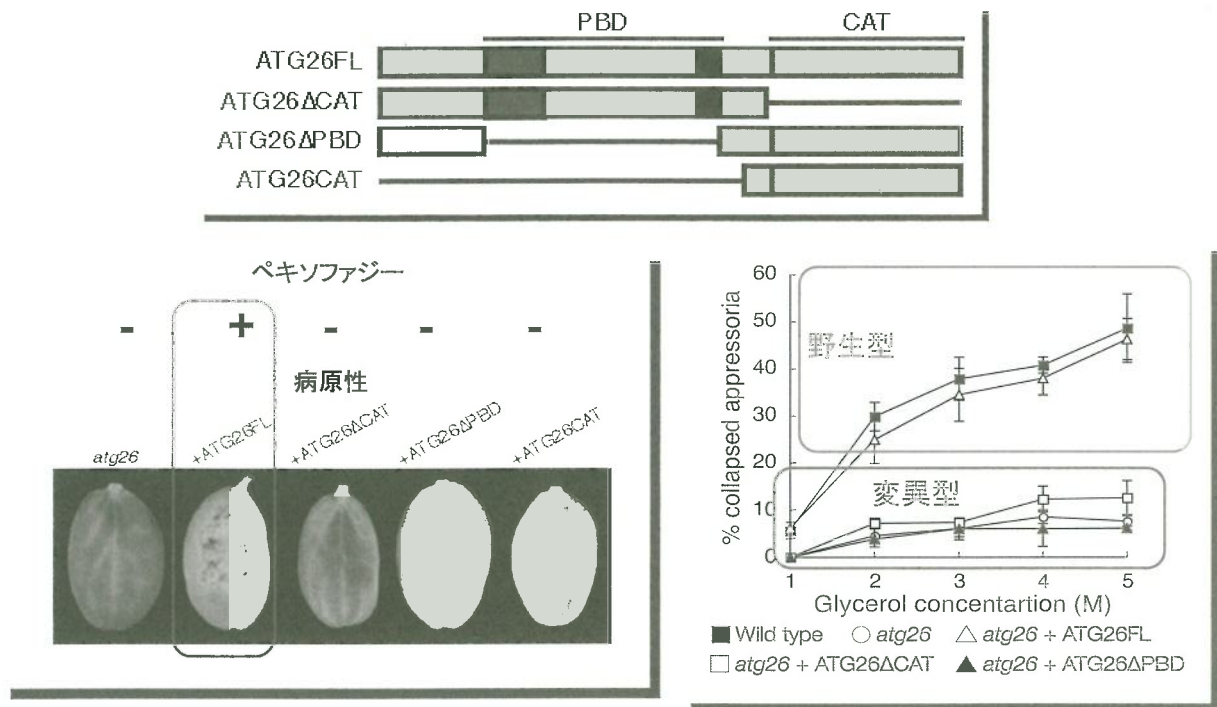 PBD CAT
ATG26FL
ATG26ΔCAT
ATG26ΔPBD
ATG26CAT
ペキソファジー
- + - - -
病原性
atg26 +ATG26FL +ATG26ΔCAT +ATG26ΔPBD +ATG26CAT
% collapsed appressoria
60
50
40
30
20
10
0
野生型
変異型
1 2 3 4 5
Glycerol concentartion (M)
Wild type atg26 atg26 + ATG26FL
atg26 + ATG26ΔCAT atg26 + ATG26ΔPBD